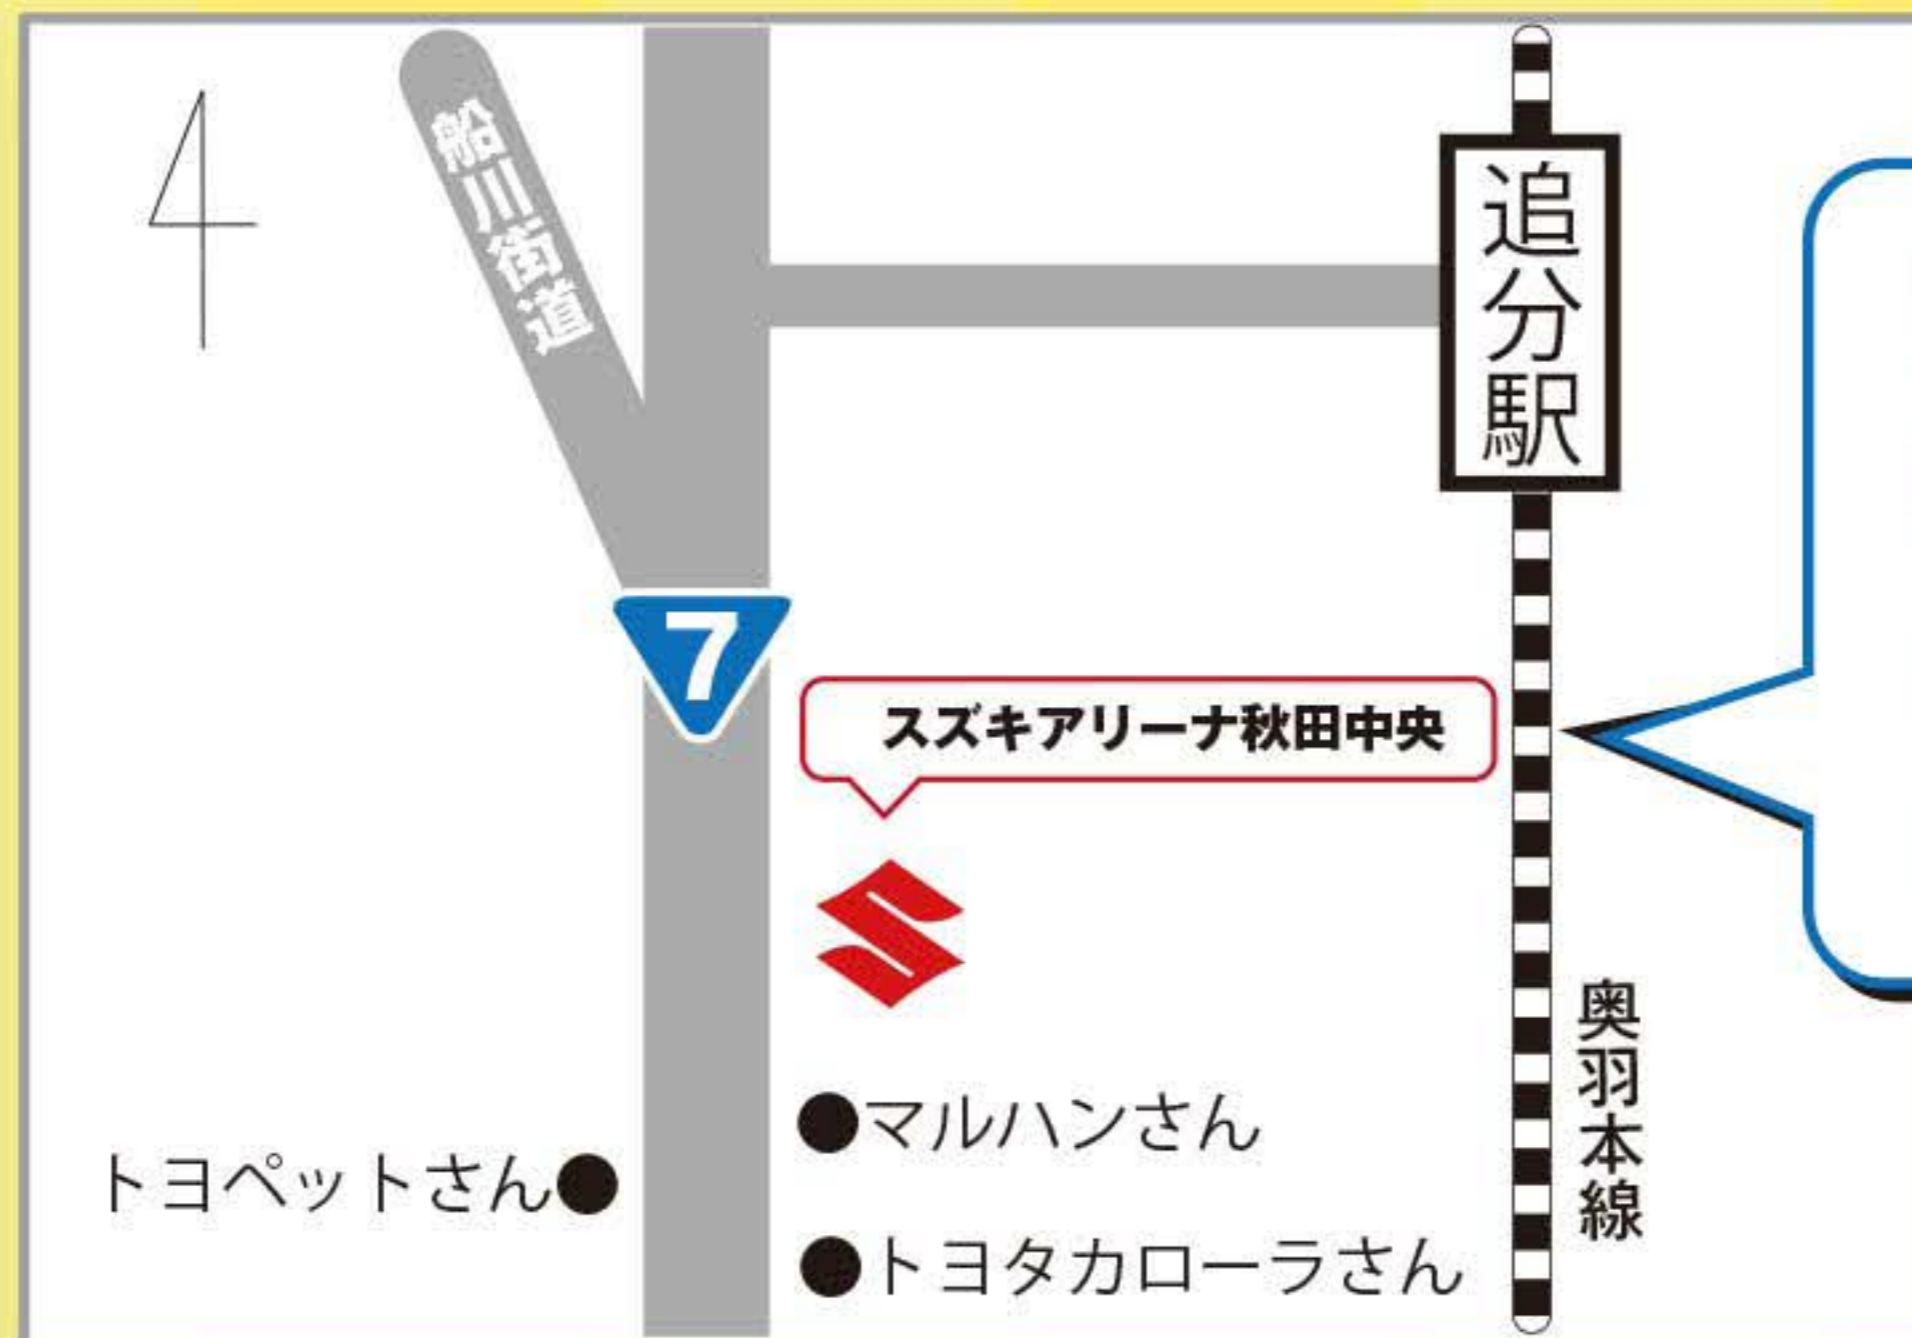 船川街道
追分駅
7
スズキアリーナ秋田中央
奥羽本線
マルハンさん
トヨペットさん
トヨタカローラさん